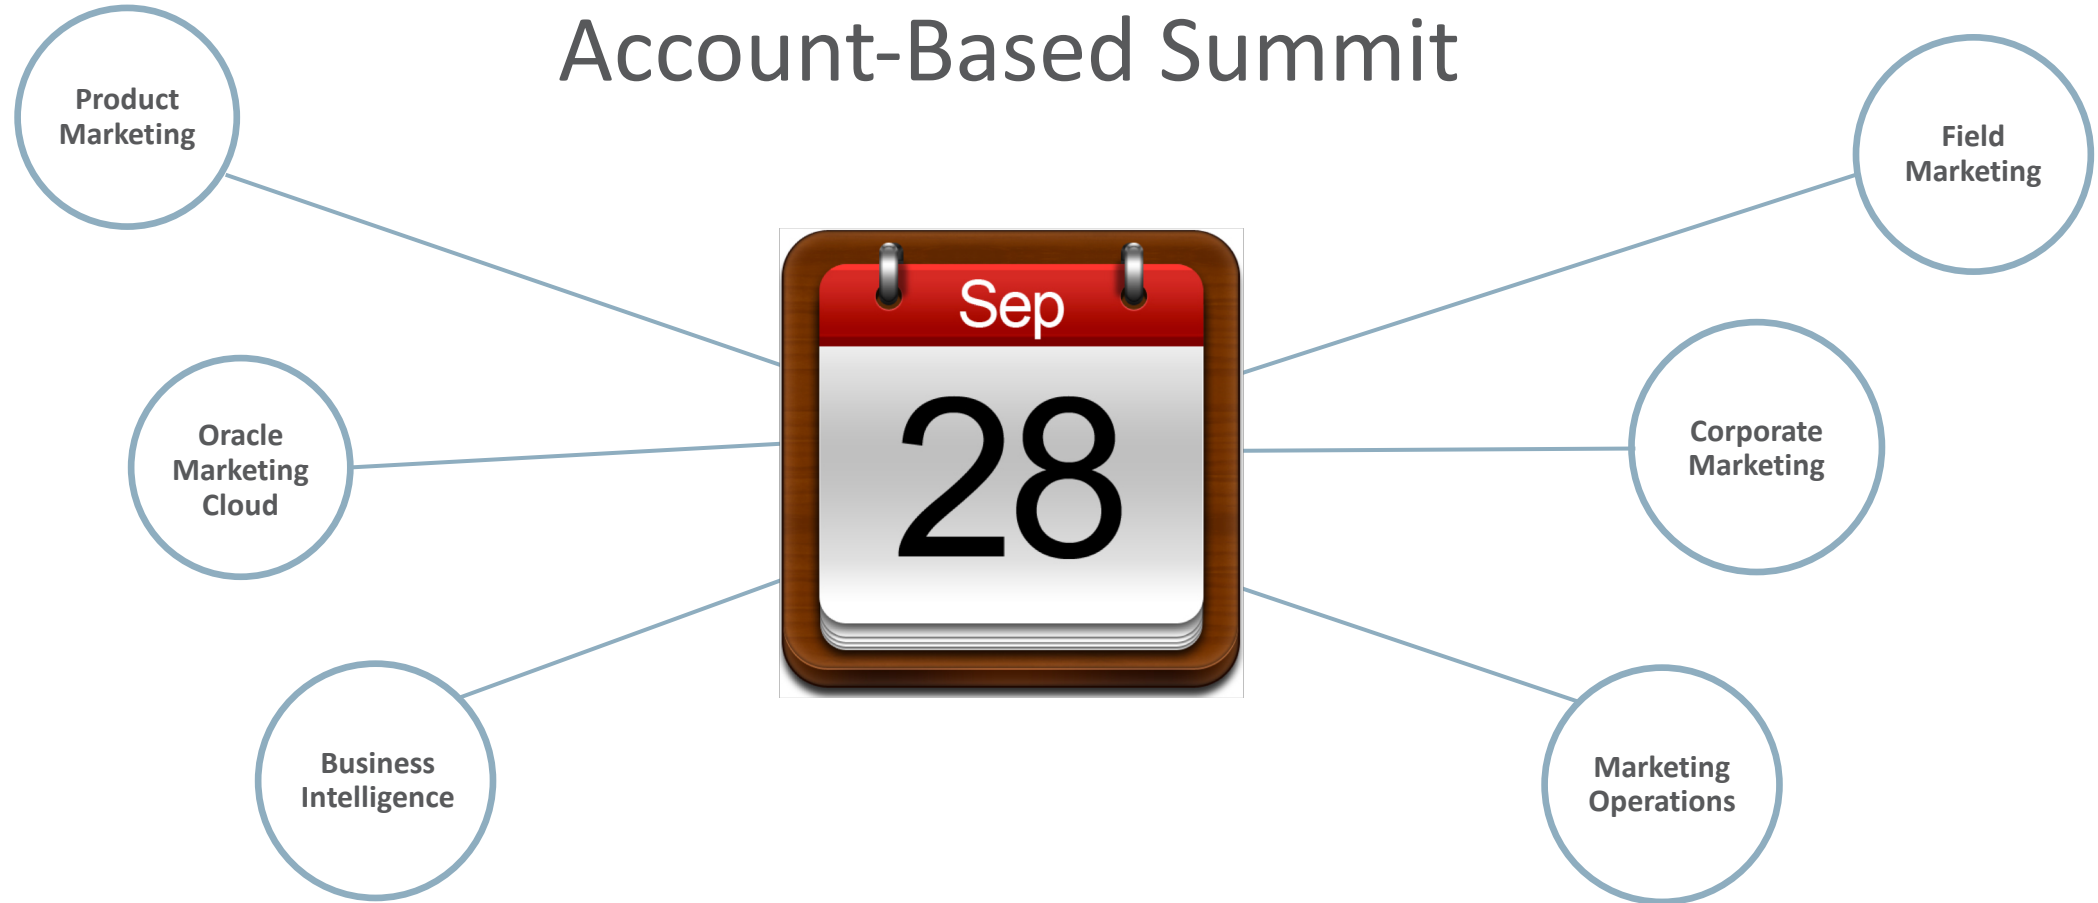 Account-Based Summit
Product
Marketing
Field
Marketing
Sep
28
Oracle
Marketing
Cloud
Corporate
Marketing
Business
Intelligence
Marketing
Operations